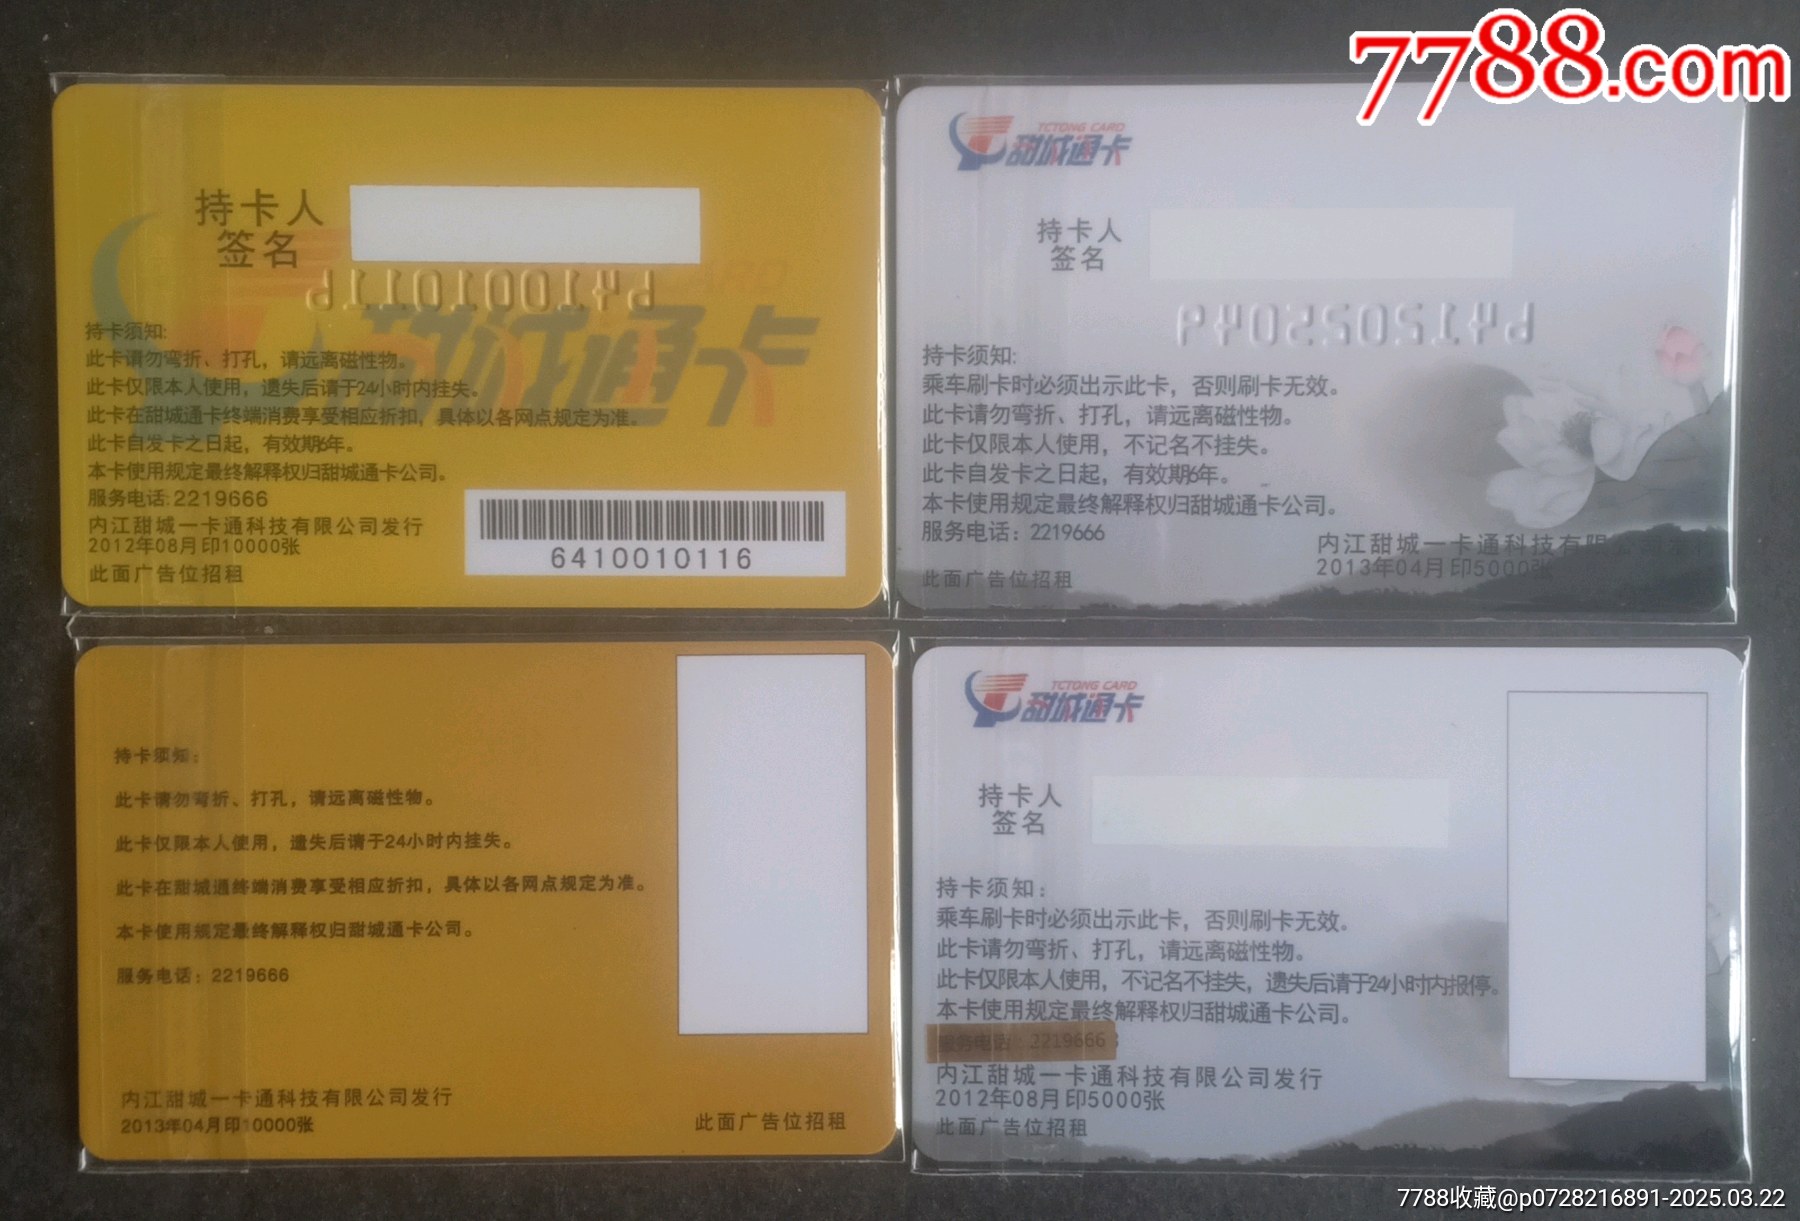 7788.com
持卡人
签名
持卡须知:
此卡请勿弯折、打孔，请远离磁性物。
此卡仅限本人使用，遗失后请于24小时内挂失。
此卡在甜城通卡终端消费享受相应折扣，具体以各网点规定为准。
此卡自发卡之日起，有效期6年。
本卡使用规定最终解释权归甜城通卡公司。
服务电话:2219666
内江甜城一卡通科技有限公司发行
2012年08月印10000张
此面广告位招租
甜城通卡
6410010116
TCTONG CARD
甜城通卡
持卡人
签名
持卡须知:
乘车刷卡时必须出示此卡，否则刷卡无效。
此卡请勿弯折、打孔，请远离磁性物。
此卡仅限本人使用，不记名不挂失。
此卡自发卡之日起，有效期6年。
本卡使用规定最终解释权归甜城通卡公司。
服务电话：2219666
内江甜城一卡通科技有限公司发行
2013年04月印5000张
此面广告位招租
持卡须知：
此卡请勿弯折、打孔，请远离磁性物。
此卡仅限本人使用，遗失后请于24小时内挂失。
此卡在甜城通终端消费享受相应折扣，具体以各网点规定为准。
本卡使用规定最终解释权归甜城通卡公司。
服务电话：2219666
内江甜城一卡通科技有限公司发行
2013年04月印10000张
此面广告位招租
TCTONG CARD
甜城通卡
持卡人
签名
持卡须知：
乘车刷卡时必须出示此卡，否则刷卡无效。
此卡请勿弯折、打孔，请远离磁性物。
此卡仅限本人使用，不记名不挂失，遗失后请于24小时内报停。
本卡使用规定最终解释权归甜城通卡公司。
服务电话：2219666
内江甜城一卡通科技有限公司发行
2012年08月印5000张
此面广告位招租
7788收藏@p0728216891-2025.03.22